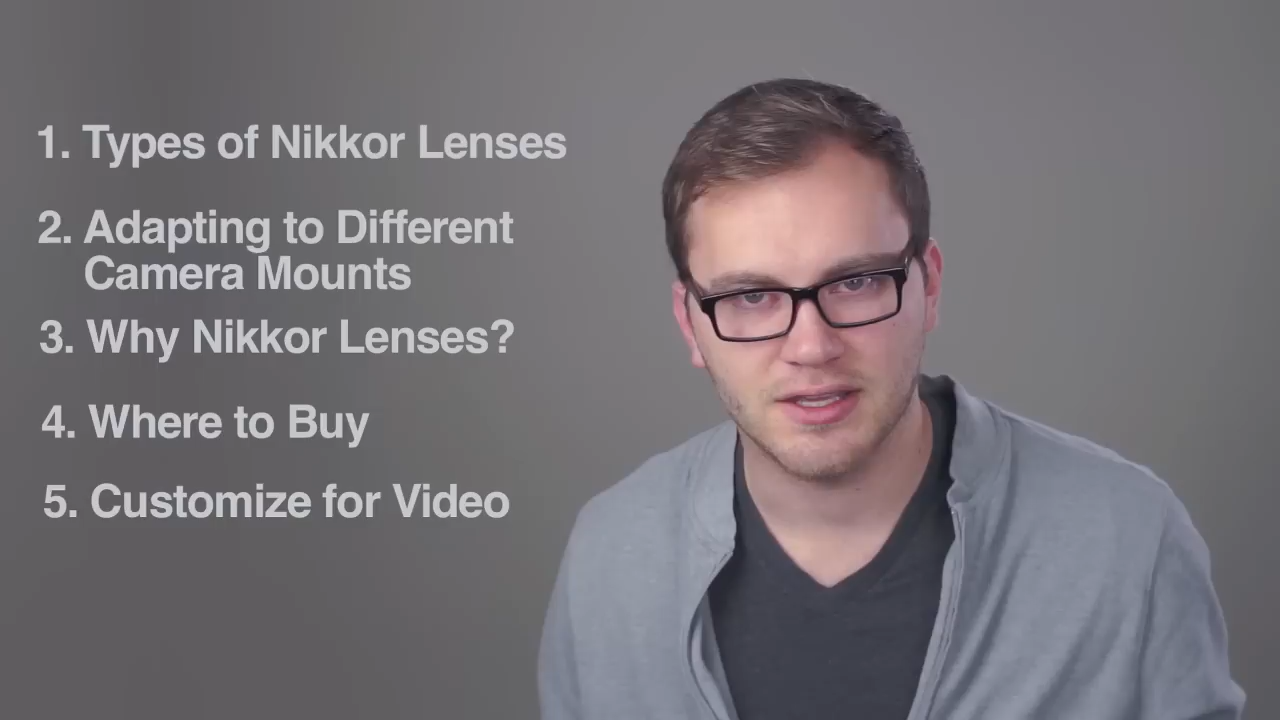 1. Types of Nikkor Lenses
2. Adapting to Different
Camera Mounts
3. Why Nikkor Lenses?
4. Where to Buy
5. Customize for Video